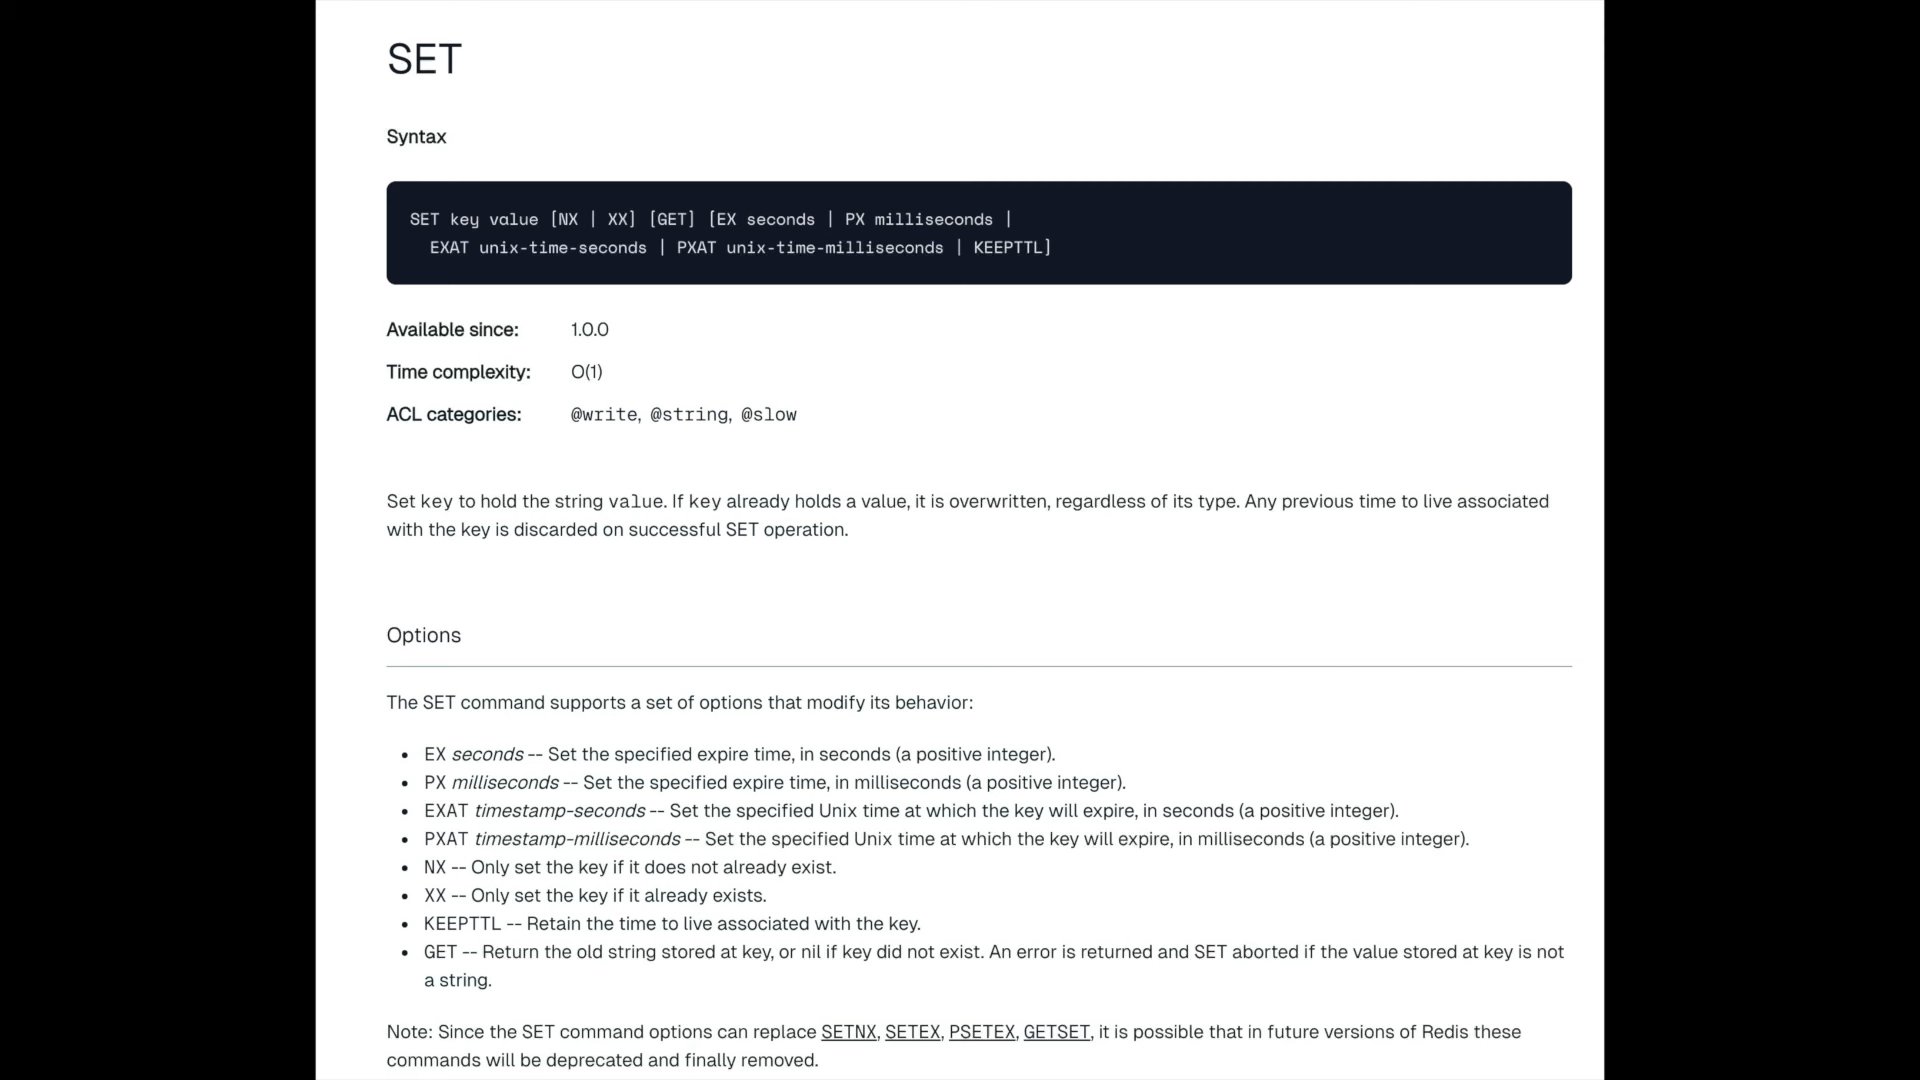 SET
Syntax
SET key value [NX | XX] [GET] [EX seconds | PX milliseconds |
EXAT unix-time-seconds | PXAT unix-time-milliseconds | KEEPTTL]
Available since: 1.0.0
Time complexity: O(1)
ACL categories: @write, @string, @slow
Set key to hold the string value. If key already holds a value, it is overwritten, regardless of its type. Any previous time to live associated
with the key is discarded on successful SET operation.
Options
The SET command supports a set of options that modify its behavior:
• EX seconds -- Set the specified expire time, in seconds (a positive integer).
• PX milliseconds -- Set the specified expire time, in milliseconds (a positive integer).
• EXAT timestamp-seconds -- Set the specified Unix time at which the key will expire, in seconds (a positive integer).
• PXAT timestamp-milliseconds -- Set the specified Unix time at which the key will expire, in milliseconds (a positive integer).
• NX -- Only set the key if it does not already exist.
• XX -- Only set the key if it already exists.
• KEEPTTL -- Retain the time to live associated with the key.
• GET -- Return the old string stored at key, or nil if key did not exist. An error is returned and SET aborted if the value stored at key is not
a string.
Note: Since the SET command options can replace SETNX, SETEX, PSETEX, GETSET, it is possible that in future versions of Redis these
commands will be deprecated and finally removed.